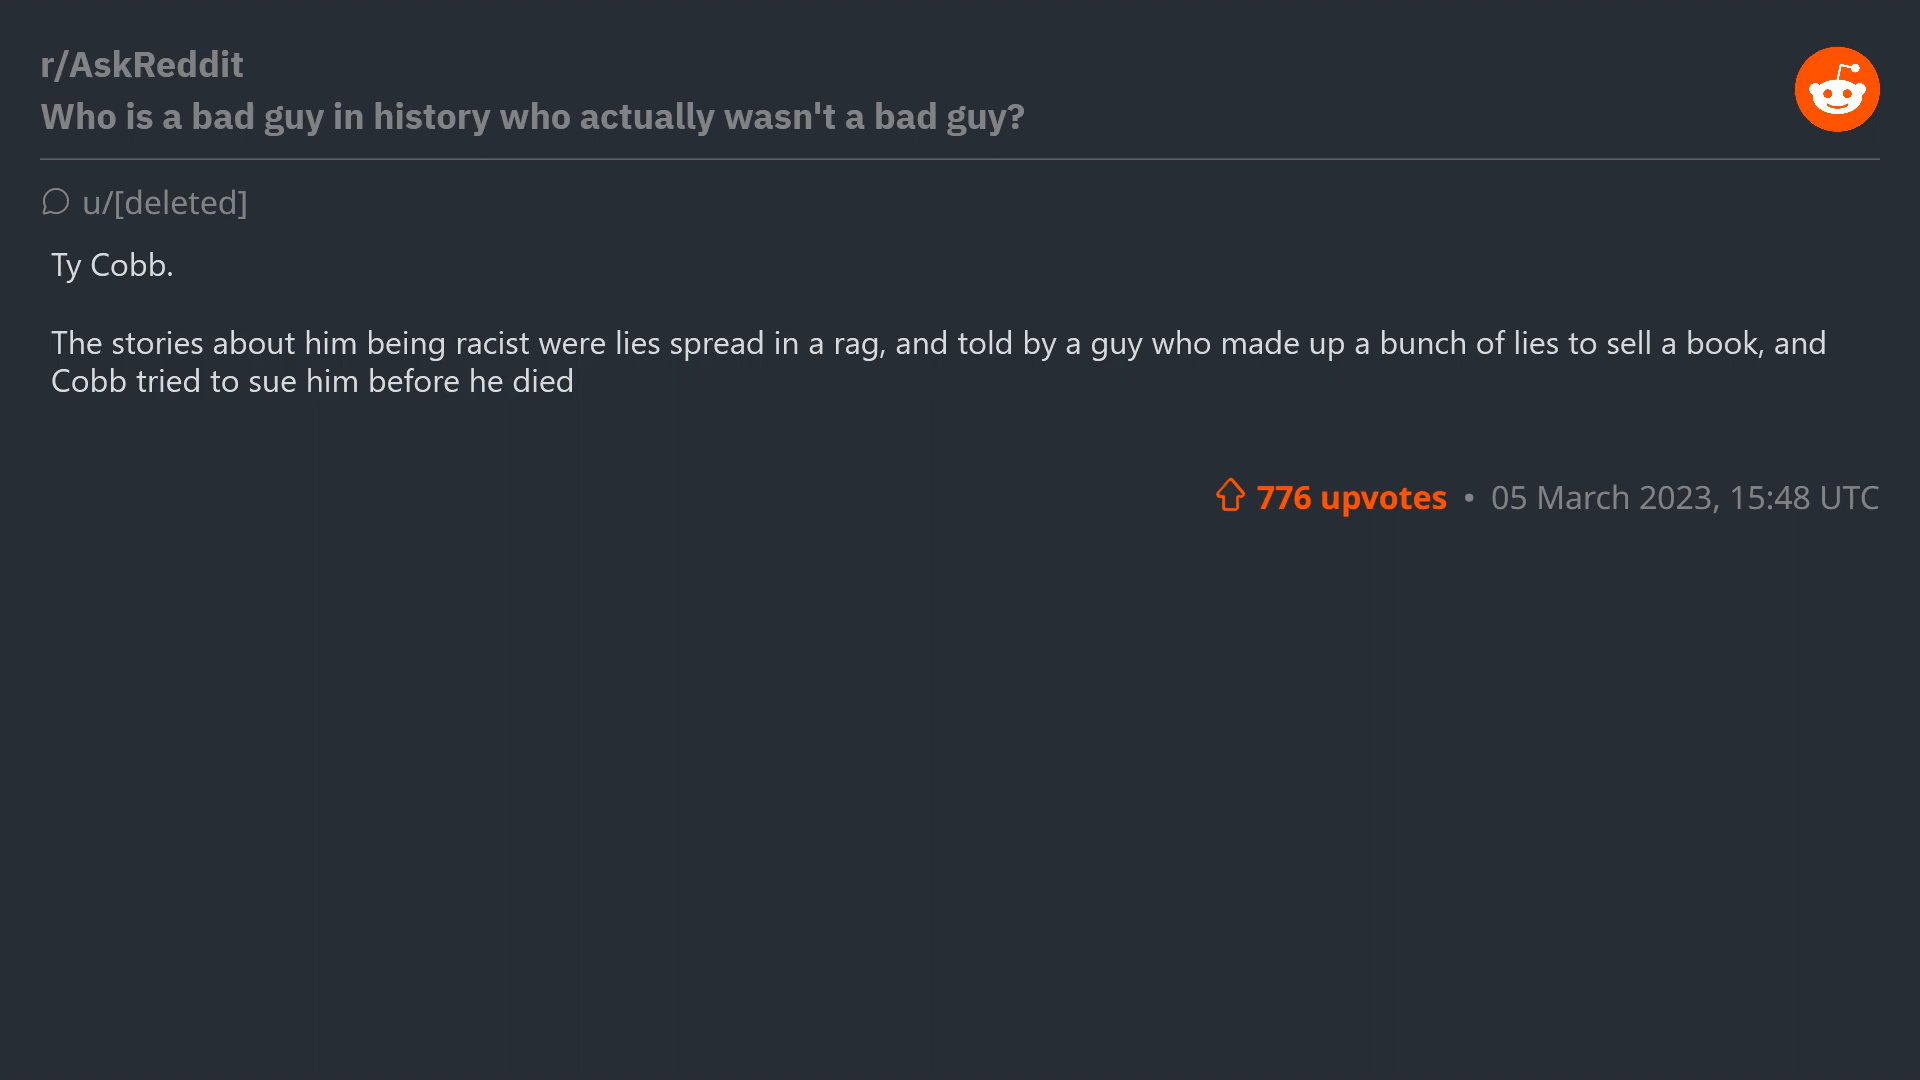 r/AskReddit
Who is a bad guy in history who actually wasn't a bad guy?
u/[deleted]
Ty Cobb.
The stories about him being racist were lies spread in a rag, and told by a guy who made up a bunch of lies to sell a book, and
Cobb tried to sue him before he died
776 upvotes • 05 March 2023, 15:48 UTC